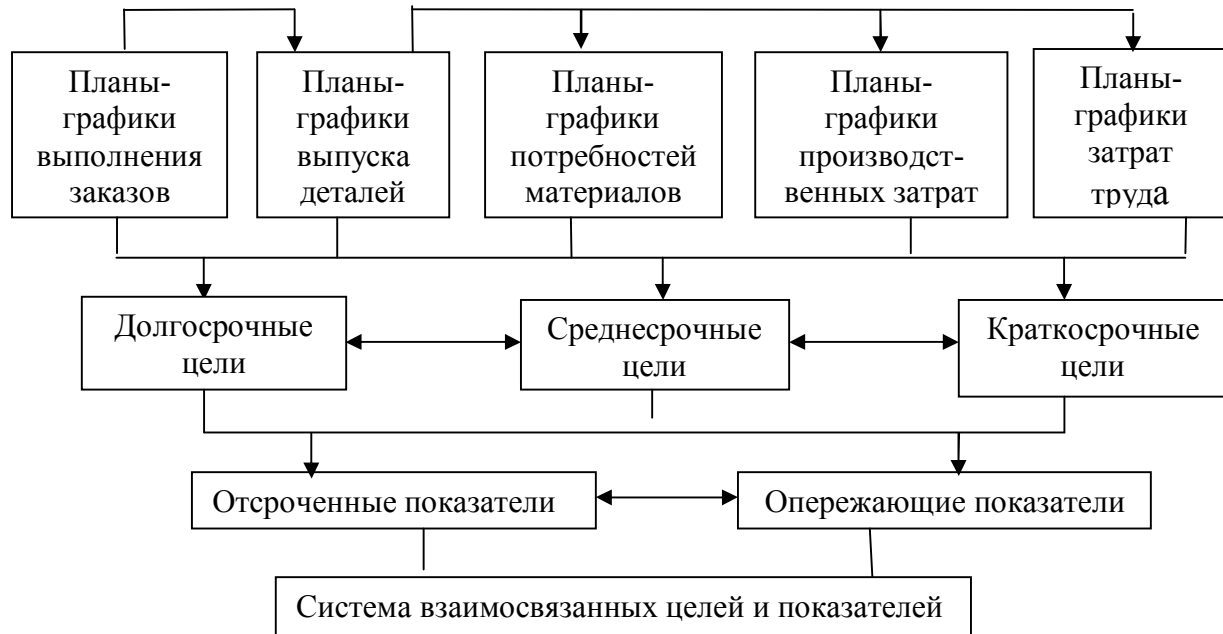 Планы-
графики
выполнения
заказов
Планы-
графики
выпуска
деталей
Планы-
графики
потребностей
материалов
Планы-
графики
производст-
венных затрат
Планы-
графики
затрат
труда
Долгосрочные
цели
Среднесрочные
цели
Краткосрочные
цели
Отсроченные показатели
Опережающие показатели
Система взаимосвязанных целей и показателей